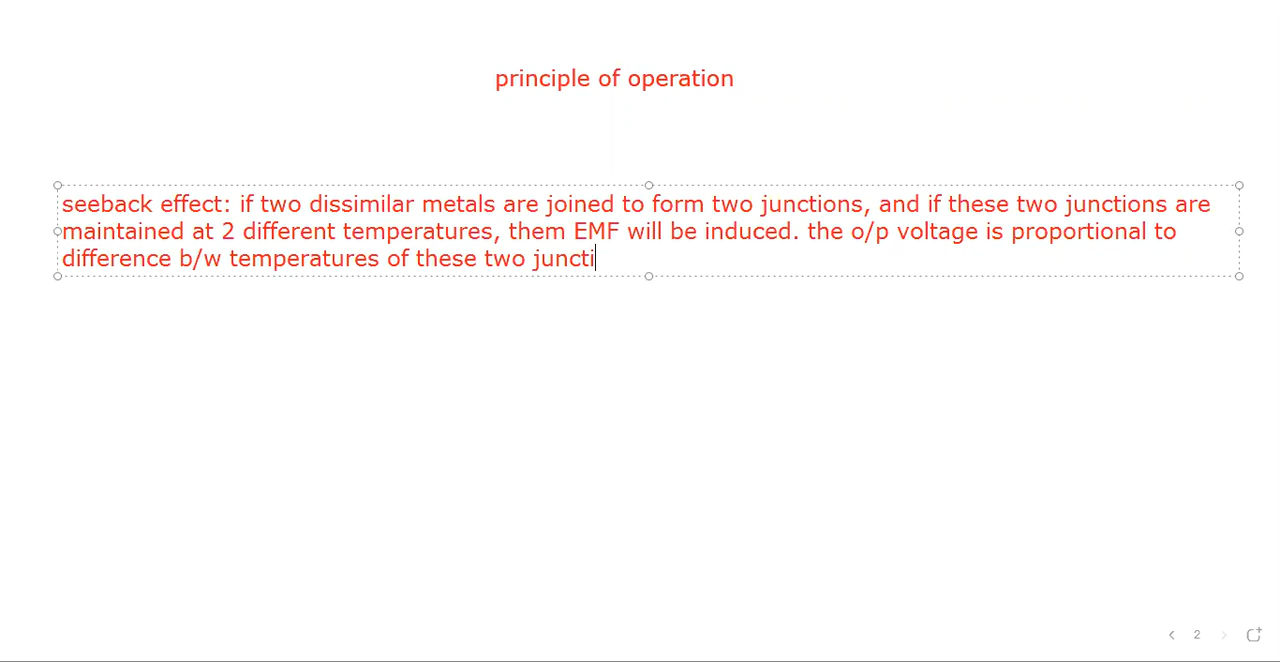 principle of operation
seeback effect: if two dissimilar metals are joined to form two junctions, and if these two junctions are
maintained at 2 different temperatures, them EMF will be induced. the o/p voltage is proportional to
difference b/w temperatures of these two juncti
2